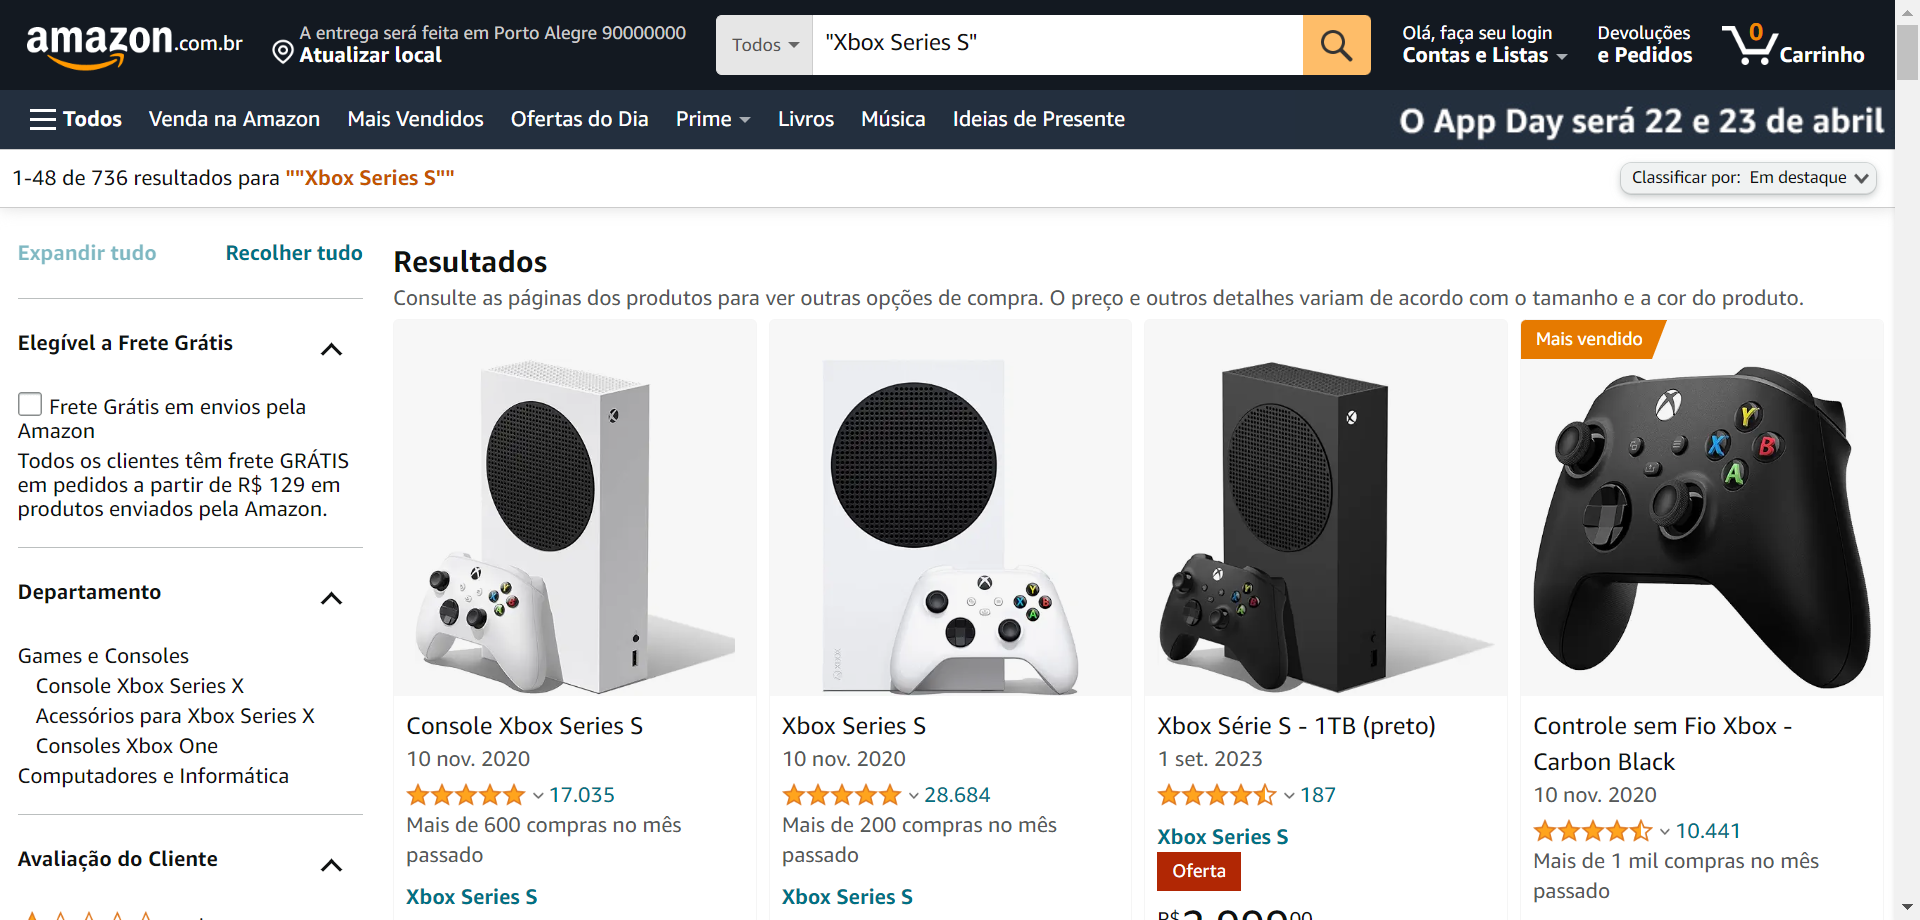 amazon.com.br
A entrega será feita em Porto Alegre 90000000
Atualizar local
Todos
"Xbox Series S"
Olá, faça seu login
Contas e Listas
Devoluções
e Pedidos
0
Carrinho
Todos
Venda na Amazon
Mais Vendidos
Ofertas do Dia
Prime
Livros
Música
Ideias de Presente
O App Day será 22 e 23 de abril
1-48 de 736 resultados para ""Xbox Series S""
Classificar por: Em destaque
Expandir tudo
Recolher tudo
Elegível a Frete Grátis
Frete Grátis em envios pela
Amazon
Todos os clientes têm frete GRÁTIS
em pedidos a partir de R$ 129 em
produtos enviados pela Amazon.
Departamento
Games e Consoles
Console Xbox Series X
Acessórios para Xbox Series X
Consoles Xbox One
Computadores e Informática
Avaliação do Cliente
Resultados
Consulte as páginas dos produtos para ver outras opções de compra. O preço e outros detalhes variam de acordo com o tamanho e a cor do produto.
Console Xbox Series S
10 nov. 2020
17.035
Mais de 600 compras no mês
passado
Xbox Series S
Xbox Series S
10 nov. 2020
28.684
Mais de 200 compras no mês
passado
Xbox Series S
Xbox Série S - 1TB (preto)
1 set. 2023
187
Xbox Series S
Oferta
Mais vendido
Y
X
B
A
Controle sem Fio Xbox -
Carbon Black
10 nov. 2020
10.441
Mais de 1 mil compras no mês
passado